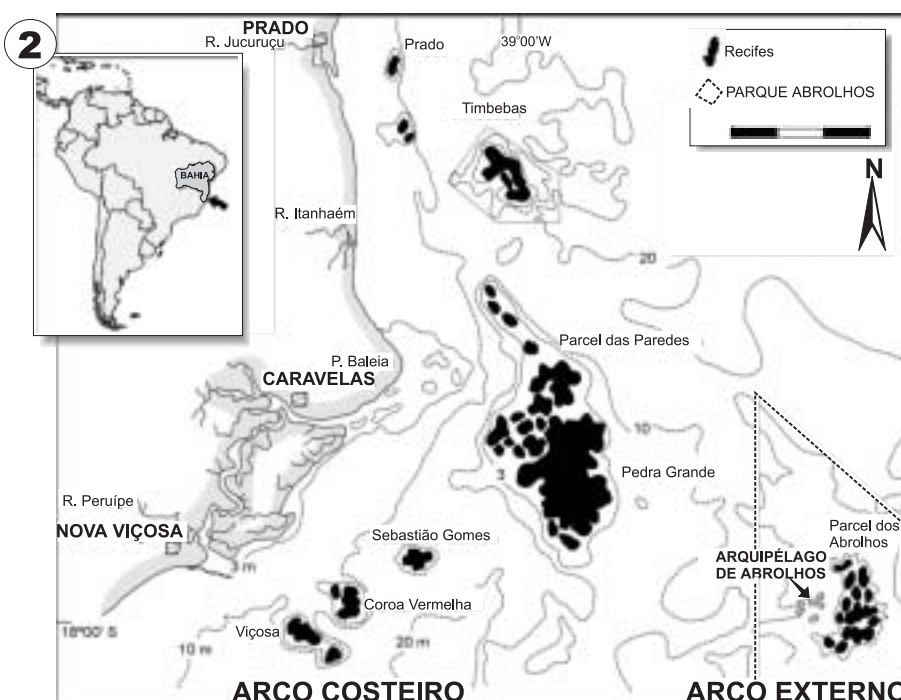 2
PRADO
R. Jucuruçu
Prado
39°00'W
Recifes
PARQUE ABROLHOS
Timbebas
N
BAHIA
R. Itanhaém
20
Parcel das Paredes
P. Baleia
CARAVELAS
10
3
Pedra Grande
R. Peruípe
NOVA VIÇOSA
Sebastião Gomes
Parcel dos
Abrolhos
ARQUIPÉLAGO
DE ABROLHOS
3 m
Coroa Vermelha
18°00' S
Viçosa
10 m
20 m
ARCO COSTEIRO
ARCO EXTERNO